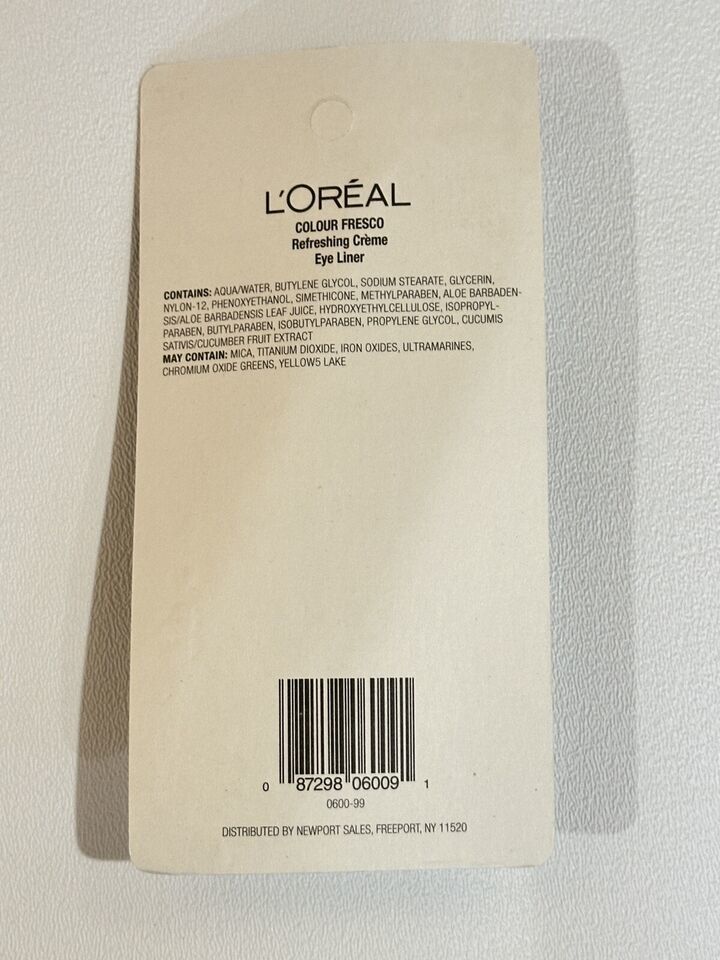 L'ORÉAL
COLOUR FRESCO
Refreshing Crème
Eye Liner
CONTAINS: AQUA/WATER, BUTYLENE GLYCOL, SODIUM STEARATE, GLYCERIN,
NYLON-12, PHENOXYETHANOL, SIMETHICONE, METHYLPARABEN, ALOE BARBADEN-
SIS/ALOE BARBADENSIS LEAF JUICE, HYDROXYETHYLCELLULOSE, ISOPROPYL-
PARABEN, BUTYLPARABEN, ISOBUTYLPARABEN, PROPYLENE GLYCOL, CUCUMIS
SATIVIS/CUCUMBER FRUIT EXTRACT
MAY CONTAIN: MICA, TITANIUM DIOXIDE, IRON OXIDES, ULTRAMARINES,
CHROMIUM OXIDE GREENS, YELLOW5 LAKE
0 87298 06009 1
0600-99
DISTRIBUTED BY NEWPORT SALES, FREEPORT, NY 11520